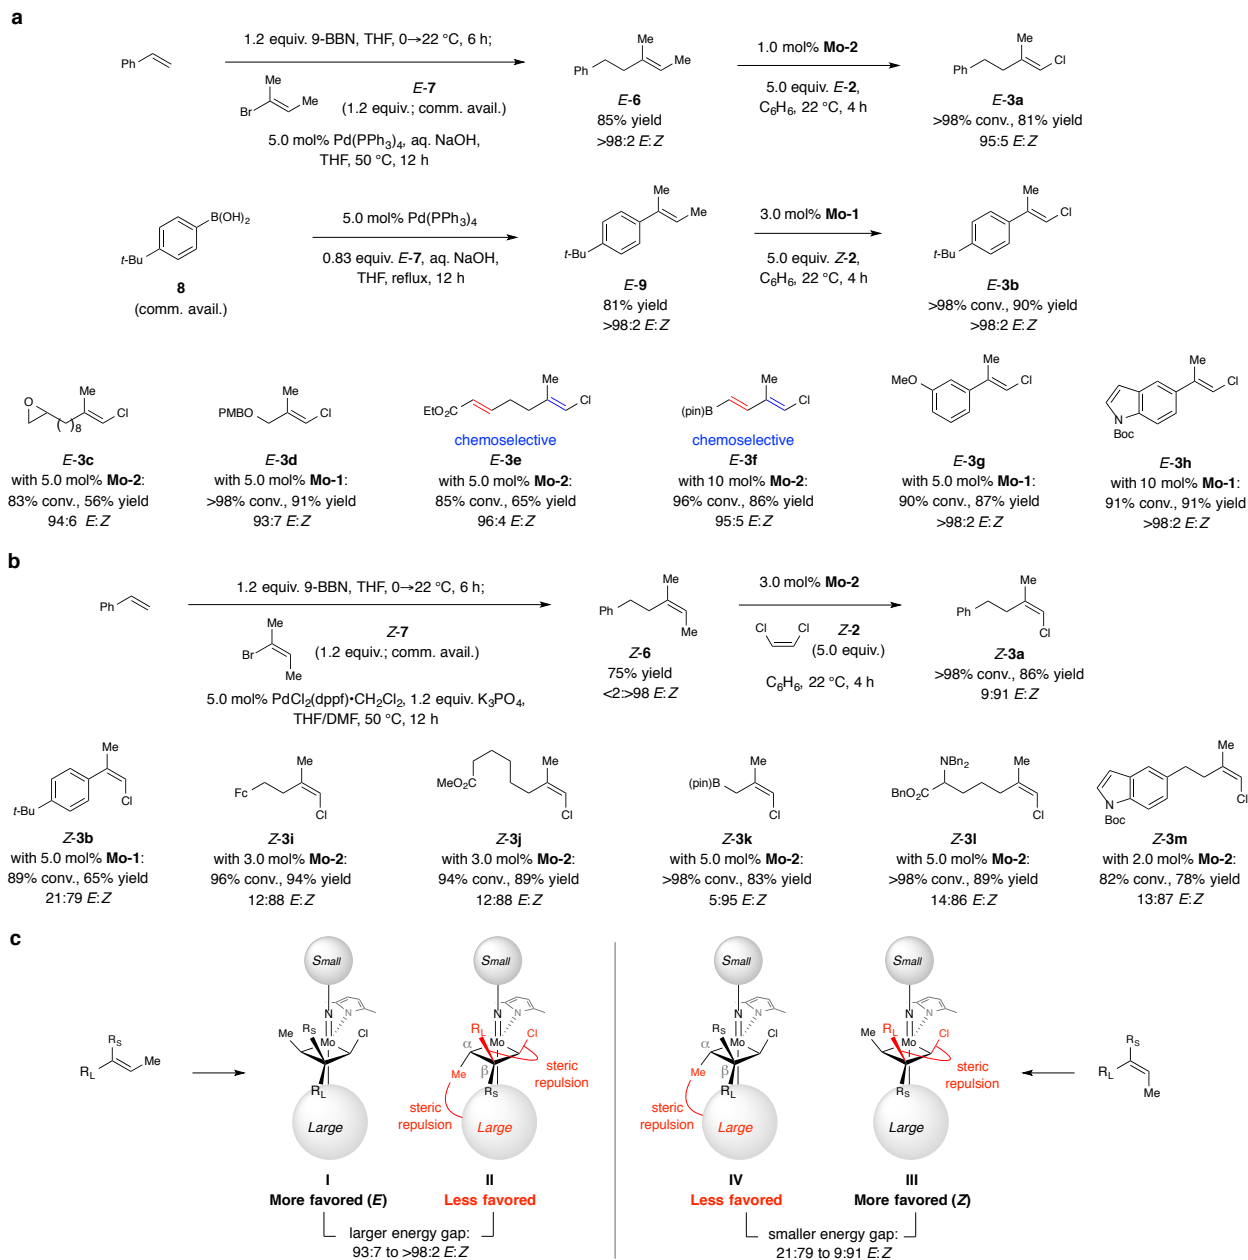 a
1.2 equiv. 9-BBN, THF, 0→22 °C, 6 h;
Ph
Me
Br
Me
E-7
(1.2 equiv.; comm. avail.)
5.0 mol% Pd(PPh3)4, aq. NaOH,
THF, 50 °C, 12 h
Me
Ph
Me
E-6
85% yield
>98:2 E:Z
1.0 mol% Mo-2
5.0 equiv. E-2,
C6H6, 22 °C, 4 h
Me
Cl
Ph
E-3a
>98% conv., 81% yield
95:5 E:Z
B(OH)2
t-Bu
8
(comm. avail.)
5.0 mol% Pd(PPh3)4
0.83 equiv. E-7, aq. NaOH,
THF, reflux, 12 h
Me
Me
t-Bu
E-9
81% yield
>98:2 E:Z
3.0 mol% Mo-1
5.0 equiv. Z-2,
C6H6, 22 °C, 4 h
Me
Cl
t-Bu
E-3b
>98% conv., 90% yield
>98:2 E:Z
O
Me
Cl
( )8
E-3c
with 5.0 mol% Mo-2:
83% conv., 56% yield
94:6 E:Z
Me
PMBO
Cl
E-3d
with 5.0 mol% Mo-1:
>98% conv., 91% yield
93:7 E:Z
Me
EtO2C
Cl
chemoselective
E-3e
with 5.0 mol% Mo-2:
85% conv., 65% yield
96:4 E:Z
Me
(pin)B
Cl
chemoselective
E-3f
with 10 mol% Mo-2:
96% conv., 86% yield
95:5 E:Z
Me
MeO
Cl
E-3g
with 5.0 mol% Mo-1:
90% conv., 87% yield
>98:2 E:Z
Me
Cl
N
Boc
E-3h
with 10 mol% Mo-1:
91% conv., 91% yield
>98:2 E:Z
b
1.2 equiv. 9-BBN, THF, 0→22 °C, 6 h;
Ph
Me
Br
Me
Z-7
(1.2 equiv.; comm. avail.)
5.0 mol% PdCl2(dppf)•CH2Cl2, 1.2 equiv. K3PO4,
THF/DMF, 50 °C, 12 h
Me
Ph
Me
Z-6
75% yield
<2:>98 E:Z
3.0 mol% Mo-2
Cl Cl
Z-2
(5.0 equiv.)
C6H6, 22 °C, 4 h
Me
Ph
Cl
Z-3a
>98% conv., 86% yield
9:91 E:Z
Me
Cl
t-Bu
Z-3b
with 5.0 mol% Mo-1:
89% conv., 65% yield
21:79 E:Z
Me
Fc
Cl
Z-3i
with 3.0 mol% Mo-2:
96% conv., 94% yield
12:88 E:Z
MeO2C
Me
Cl
Z-3j
with 3.0 mol% Mo-2:
94% conv., 89% yield
12:88 E:Z
Me
(pin)B
Cl
Z-3k
with 5.0 mol% Mo-2:
>98% conv., 83% yield
5:95 E:Z
NBn2
Me
BnO2C
Cl
Z-3l
with 5.0 mol% Mo-2:
>98% conv., 89% yield
14:86 E:Z
Me
Cl
N
Boc
Z-3m
with 2.0 mol% Mo-2:
82% conv., 78% yield
13:87 E:Z
c
RS
RL
Me
Small
N
N
Me
RS
Mo
Cl
RL
Large
I
More favored (E)
Small
N
N
RL
Cl
α
Mo
Me
β
RS
steric
repulsion
steric
repulsion
Large
II
Less favored
larger energy gap:
93:7 to >98:2 E:Z
Small
N
N
RS
Cl
α
Mo
Me
β
RL
steric
repulsion
Large
IV
Less favored
Small
N
N
Me
RL
Cl
Mo
RS
steric
repulsion
Large
III
More favored (Z)
smaller energy gap:
21:79 to 9:91 E:Z
RS
RL
Me